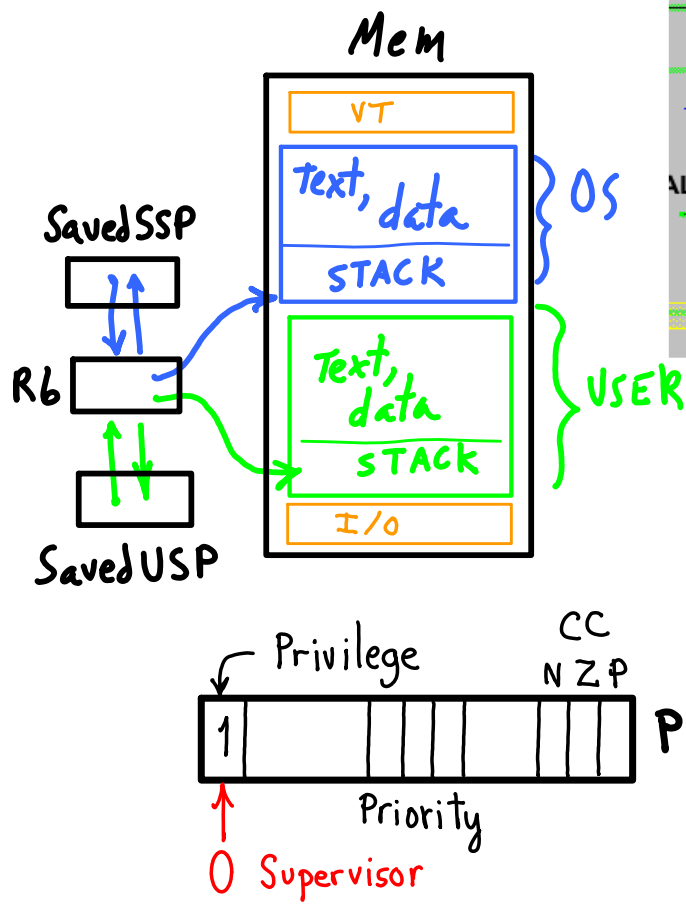 Mem
VT
Text, data
STACK
OS
SavedSSP
R6
Text, data
STACK
USER
I/O
SavedUSP
CC
Privilege
N Z P
1
P
Priority
0 Supervisor